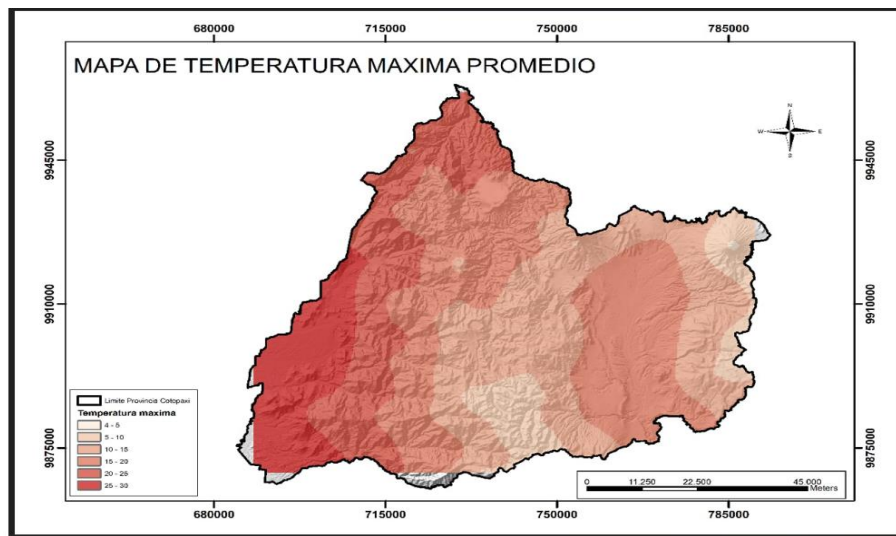 680000 715000 750000 785000
MAPA DE TEMPERATURA MAXIMA PROMEDIO
N
W E
S
9945000 9945000
9910000 9910000
9875000 9875000
Limite Provincia Cotopaxi
Temperatura maxima
4 - 5
5 - 10
10 - 15
15 - 20
20 - 25
25 - 30
0 11.250 22.500 45.000
Meters
680000 715000 750000 785000